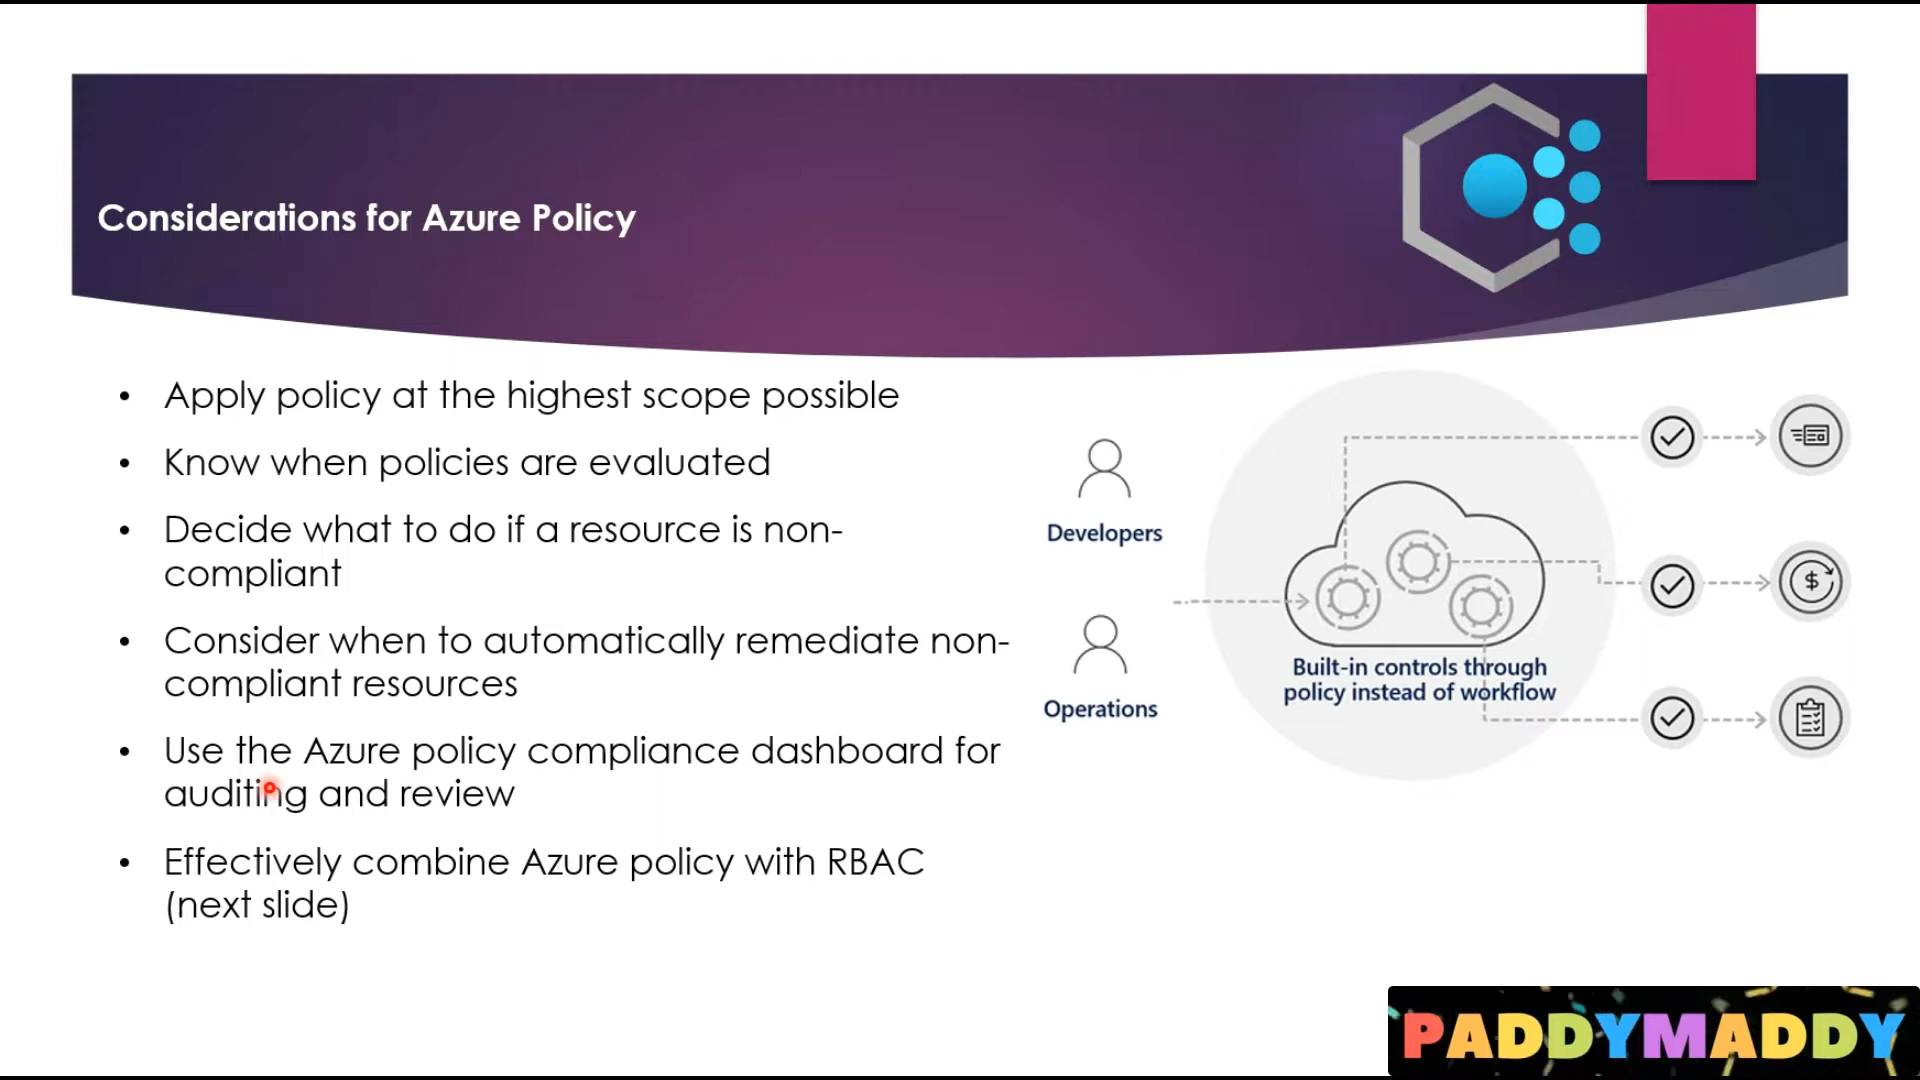 Considerations for Azure Policy
• Apply policy at the highest scope possible
• Know when policies are evaluated
• Decide what to do if a resource is non-
compliant
• Consider when to automatically remediate non-
compliant resources
• Use the Azure policy compliance dashboard for
auditing and review
• Effectively combine Azure policy with RBAC
(next slide)
Developers
Operations
Built-in controls through
policy instead of workflow
$
PADDYMADDY